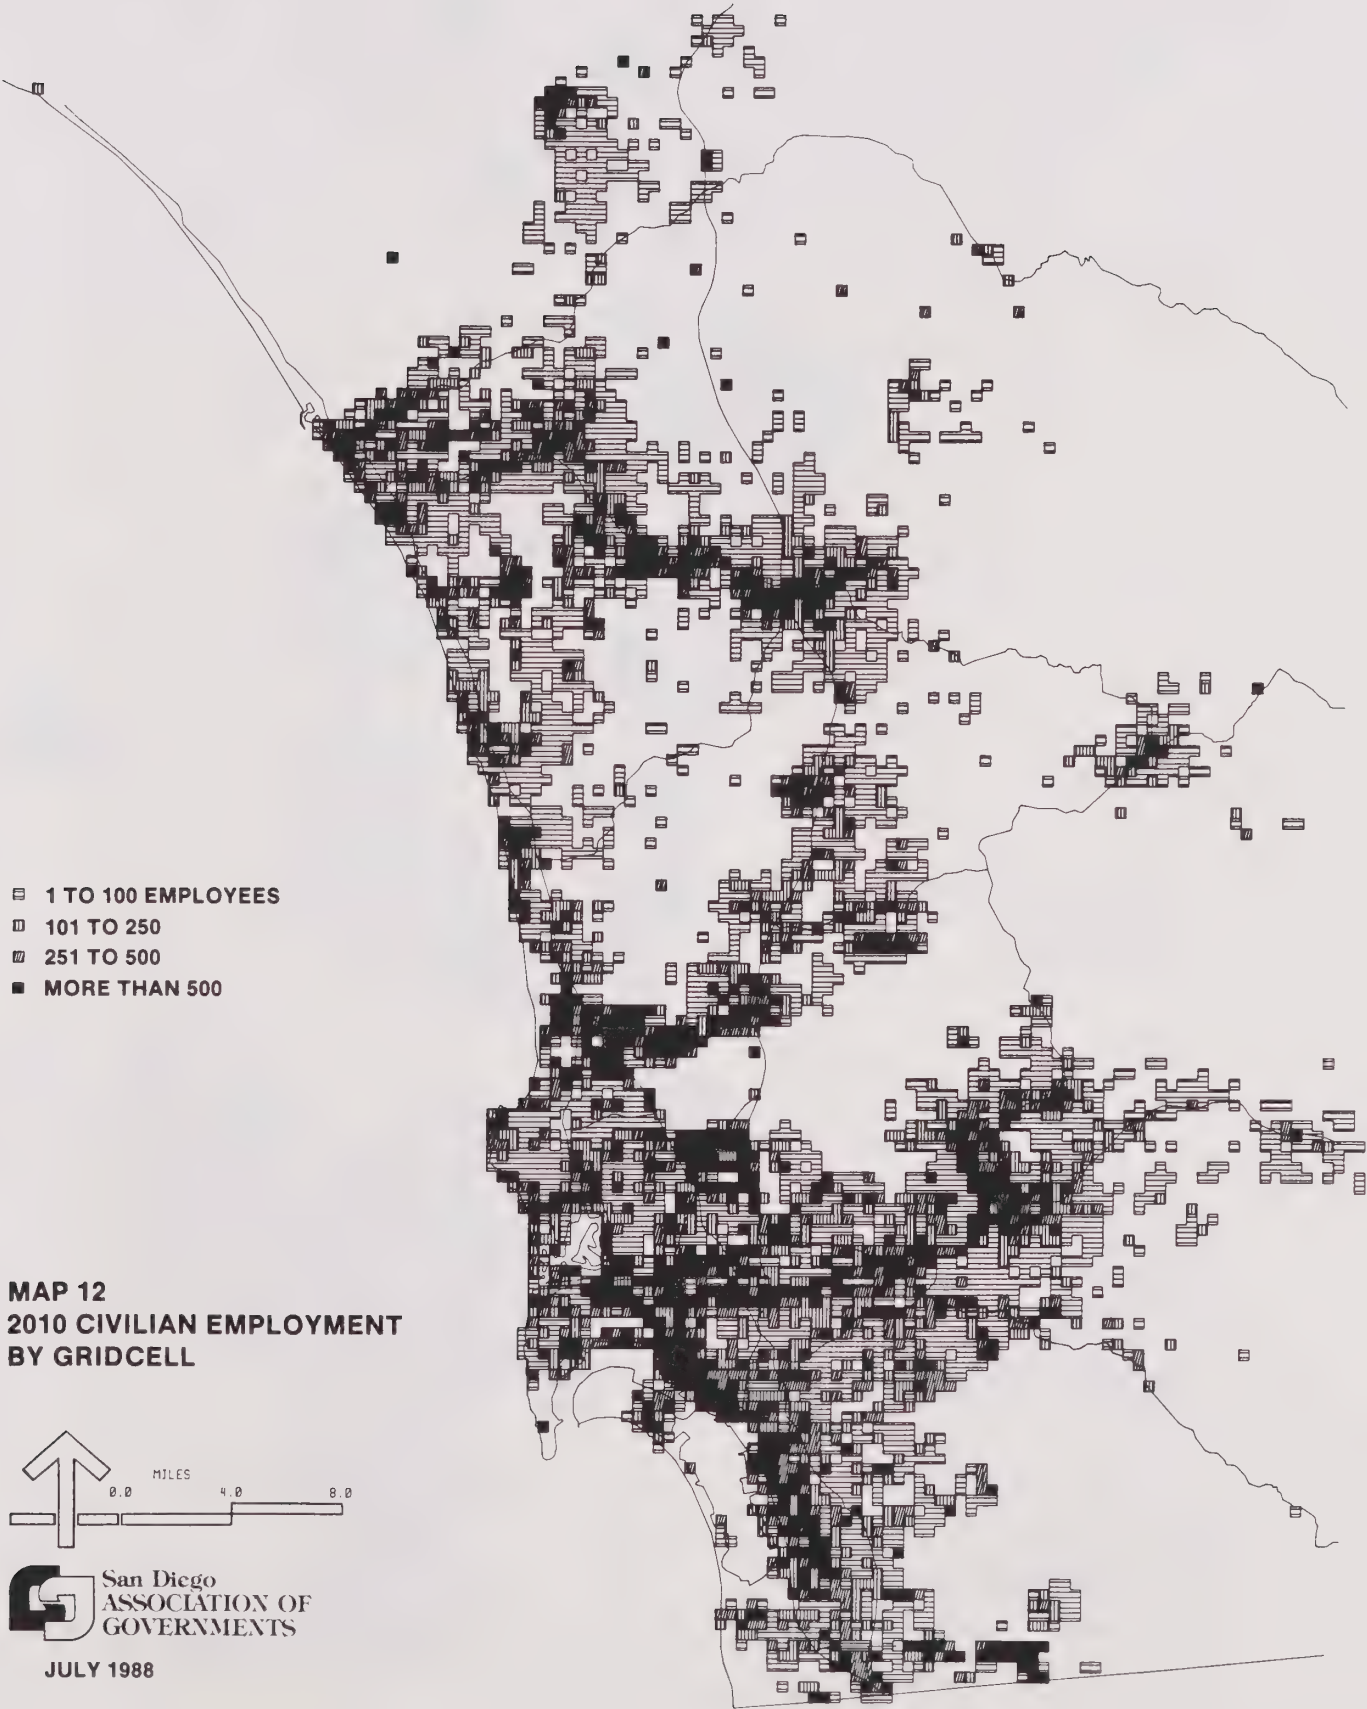 1 TO 100 EMPLOYEES
101 TO 250
251 TO 500
MORE THAN 500
MAP 12
2010 CIVILIAN EMPLOYMENT
BY GRIDCELL
MILES
0.0 4.0 8.0
San Diego
ASSOCIATION OF
GOVERNMENTS
JULY 1988